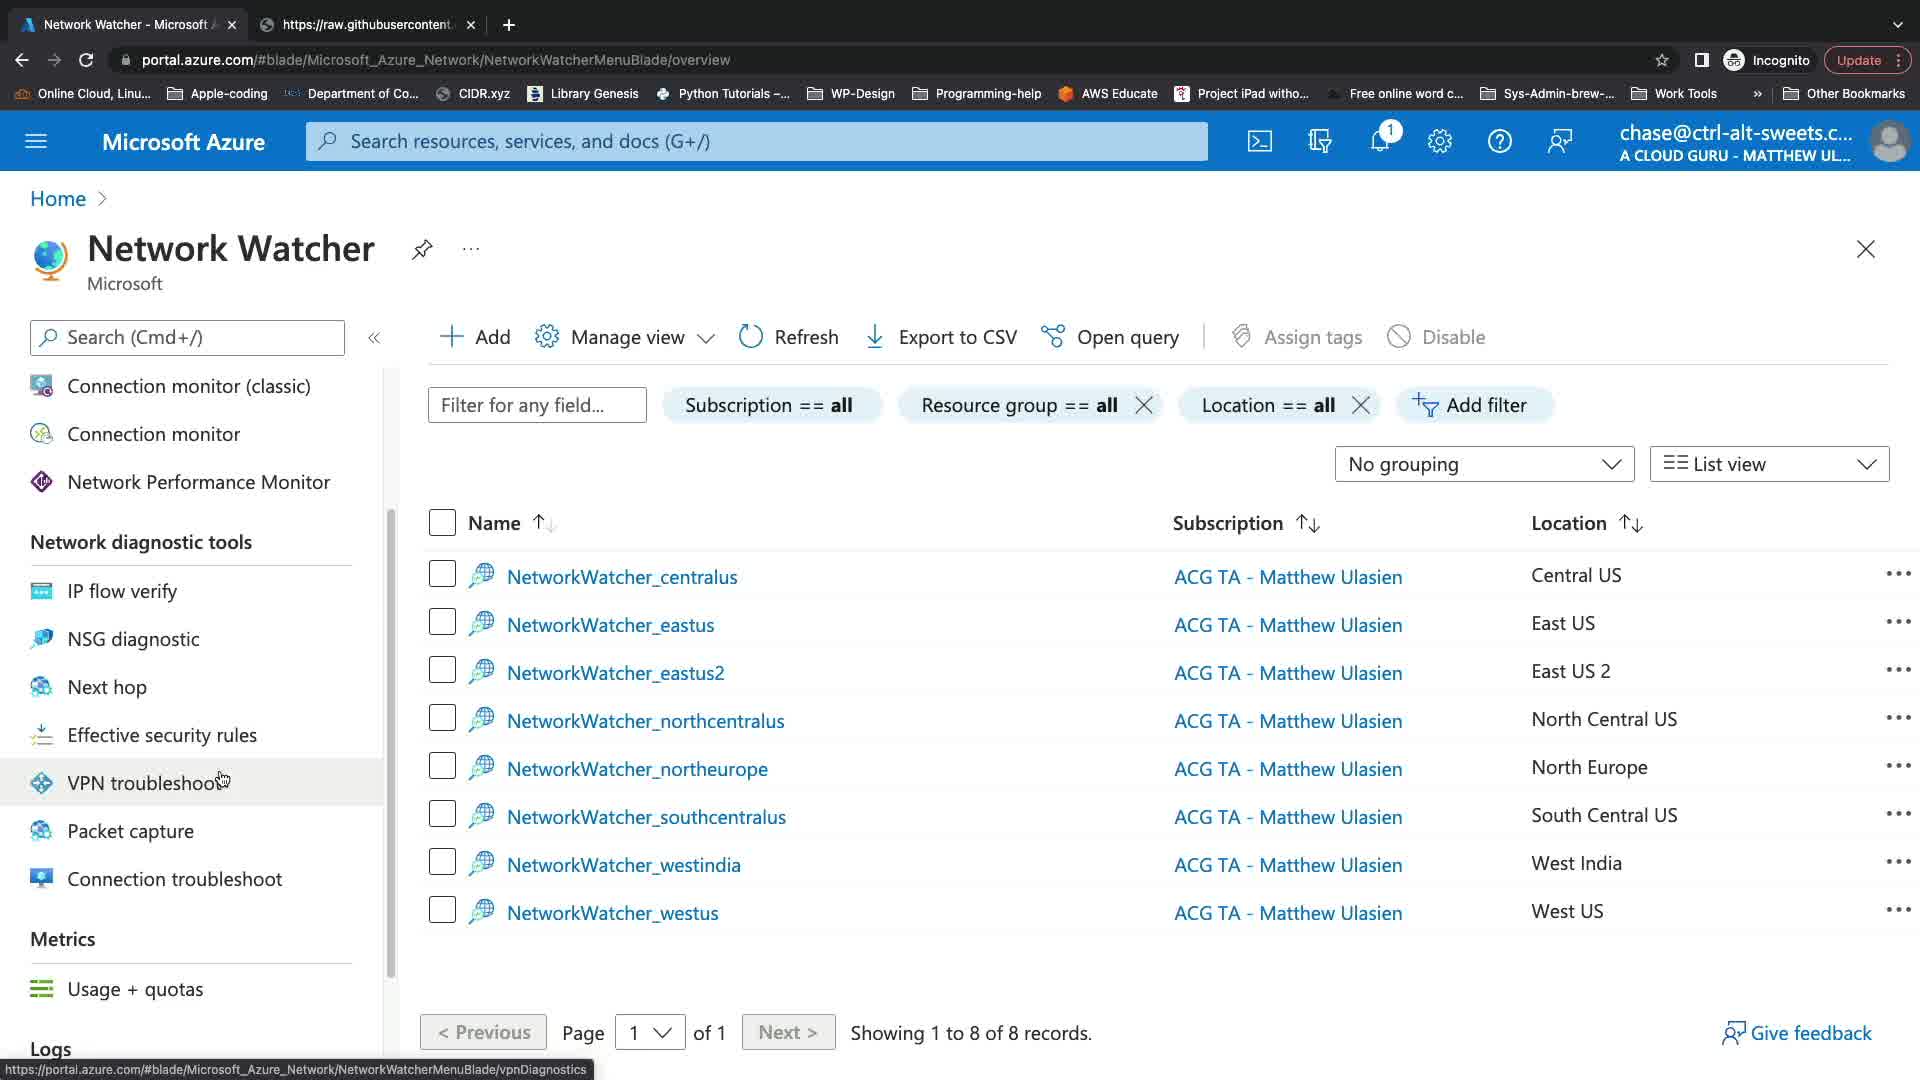 Network Watcher - Microsoft A
https://raw.githubusercontent.
portal.azure.com/#blade/Microsoft_Azure_Network/NetworkWatcherMenuBlade/overview
Incognito
Update
Online Cloud, Linu...
Apple-coding
Department of Co...
CIDR.xyz
Library Genesis
Python Tutorials –...
WP-Design
Programming-help
AWS Educate
Project iPad witho...
Free online word c...
Sys-Admin-brew-...
Work Tools
»
Other Bookmarks
Microsoft Azure
Search resources, services, and docs (G+/)
1
chase@ctrl-alt-sweets.c...
A CLOUD GURU - MATTHEW UL...
Home >
Network Watcher
...
Microsoft
Search (Cmd+/)
«
Add
Manage view
Refresh
Export to CSV
Open query
Assign tags
Disable
Connection monitor (classic)
Connection monitor
Network Performance Monitor
Network diagnostic tools
IP flow verify
NSG diagnostic
Next hop
Effective security rules
VPN troubleshoot
Packet capture
Connection troubleshoot
Metrics
Usage + quotas
Logs
Filter for any field...
Subscription == all
Resource group == all
Location == all
Add filter
No grouping
List view
Name
Subscription
Location
NetworkWatcher_centralus ACG TA - Matthew Ulasien Central US ...
NetworkWatcher_eastus ACG TA - Matthew Ulasien East US ...
NetworkWatcher_eastus2 ACG TA - Matthew Ulasien East US 2 ...
NetworkWatcher_northcentralus ACG TA - Matthew Ulasien North Central US ...
NetworkWatcher_northeurope ACG TA - Matthew Ulasien North Europe ...
NetworkWatcher_southcentralus ACG TA - Matthew Ulasien South Central US ...
NetworkWatcher_westindia ACG TA - Matthew Ulasien West India ...
NetworkWatcher_westus ACG TA - Matthew Ulasien West US ...
< Previous Page 1 of 1 Next > Showing 1 to 8 of 8 records.
Give feedback
https://portal.azure.com/#blade/Microsoft_Azure_Network/NetworkWatcherMenuBlade/vpnDiagnostics